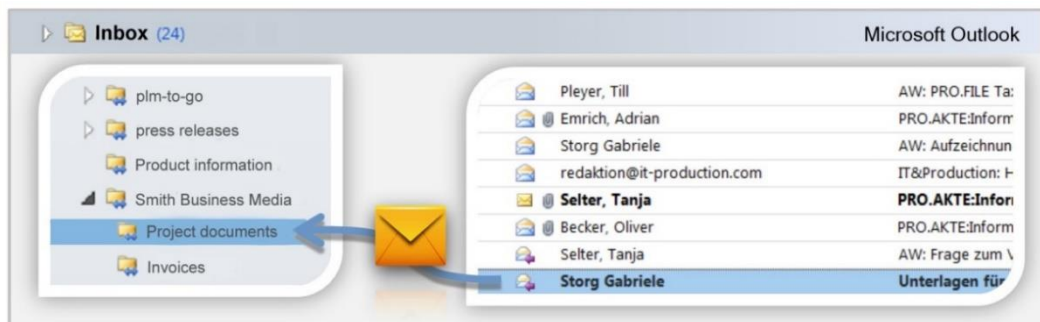 Inbox (24)
Microsoft Outlook
plm-to-go
press releases
Product information
Smith Business Media
Project documents
Invoices
Pleyer, Till AW: PRO.FILE Ta
Emrich, Adrian PRO.AKTE:Inform
Storg Gabriele AW: Aufzeichnun
redaktion@it-production.com IT&Production: H
Selter, Tanja PRO.AKTE:Infor
Becker, Oliver PRO.AKTE:Inform
Selter, Tanja AW: Frage zum V
Storg Gabriele Unterlagen für